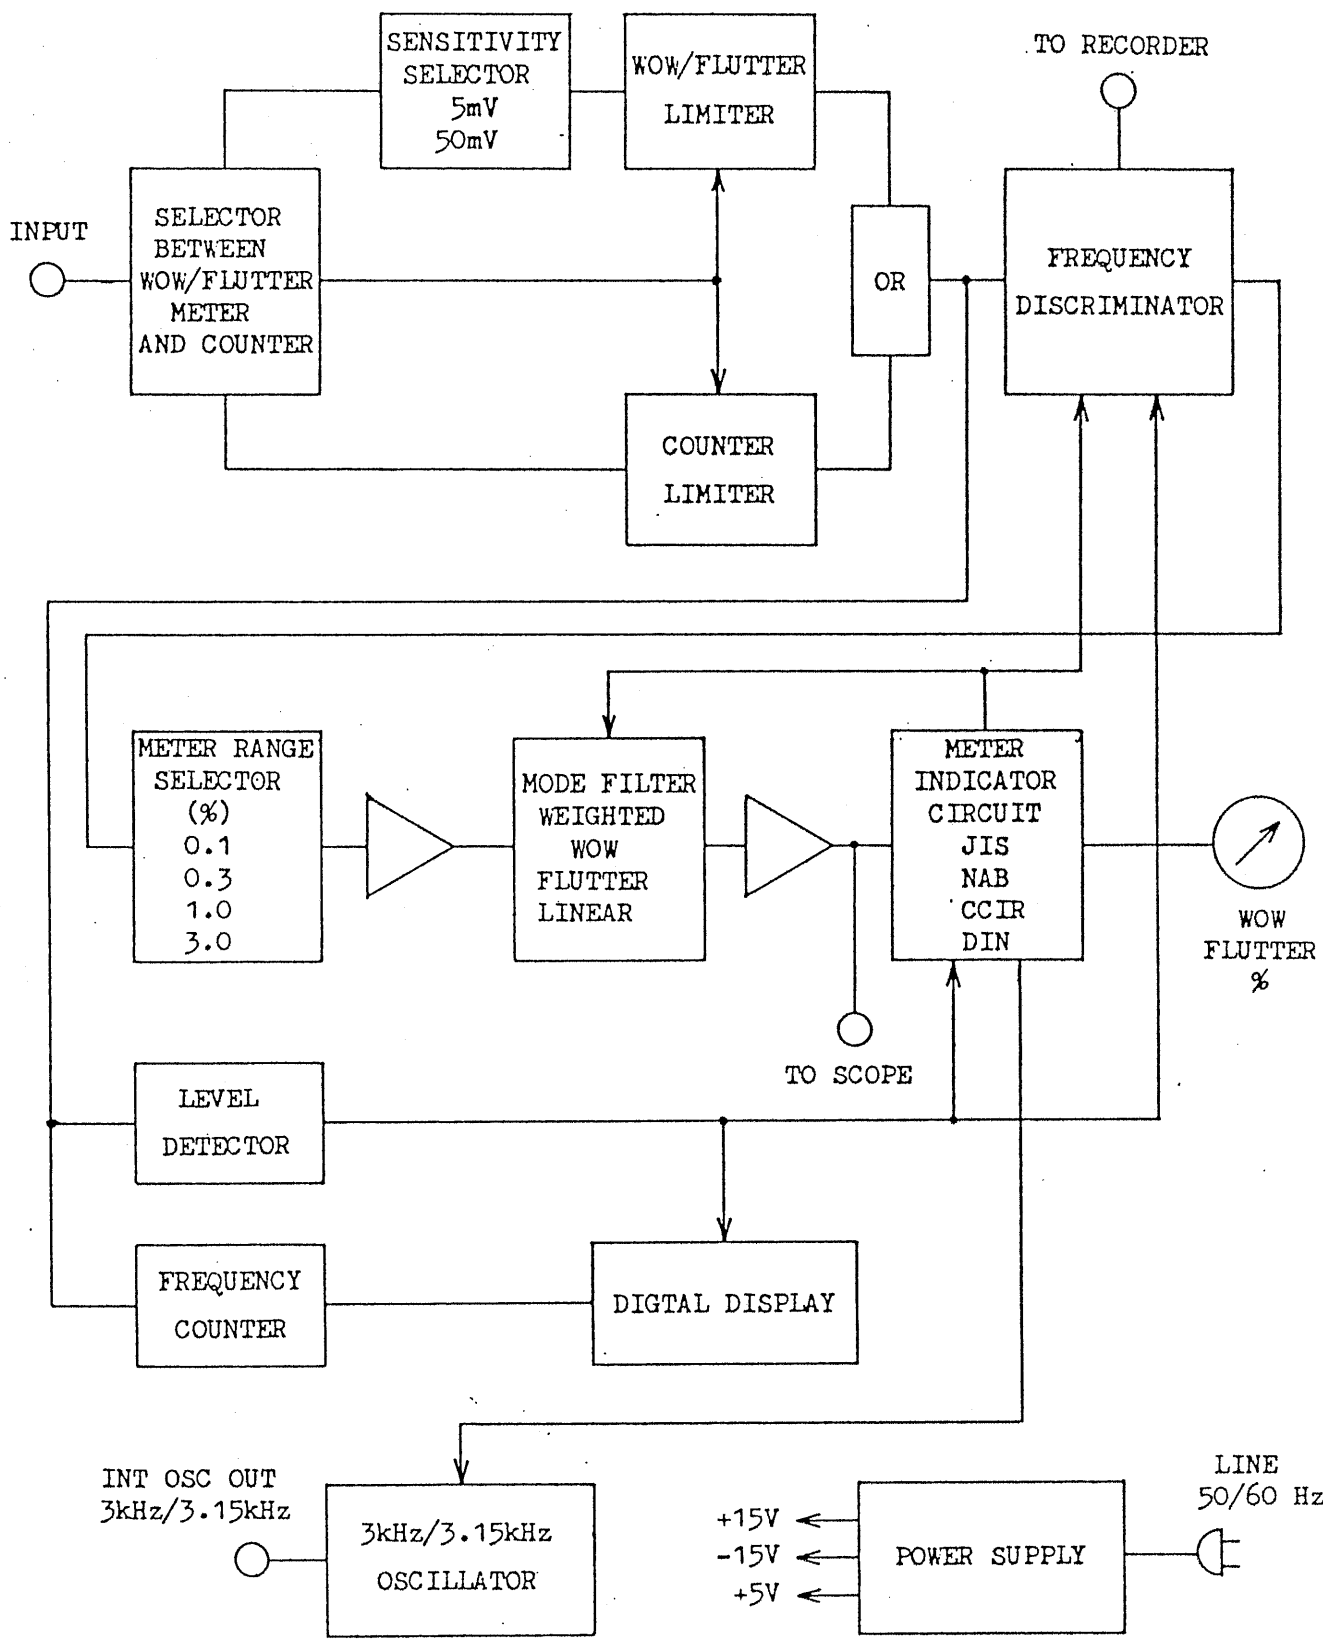 SENSITIVITY
SELECTOR
5mV
50mV
WOW/FLUTTER
LIMITER
TO RECORDER
INPUT
SELECTOR
BETWEEN
WOW/FLUTTER
METER
AND COUNTER
OR
FREQUENCY
DISCRIMINATOR
COUNTER
LIMITER
METER RANGE
SELECTOR
(%)
0.1
0.3
1.0
3.0
MODE FILTER
WEIGHTED
WOW
FLUTTER
LINEAR
METER
INDICATOR
CIRCUIT
JIS
NAB
CCIR
DIN
WOW
FLUTTER
%
TO SCOPE
LEVEL
DETECTOR
FREQUENCY
COUNTER
DIGTAL DISPLAY
INT OSC OUT
3kHz/3.15kHz
3kHz/3.15kHz
OSCILLATOR
+15V
-15V
+5V
POWER SUPPLY
LINE
50/60 Hz